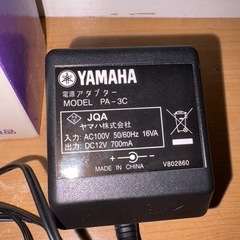 YAMAHA
電源アダプター
MODEL PA-3C
JQA
ヤマハ株式会社
入力: AC100V 50/60Hz 16VA
出力: DC12V 700mA
MADE IN CHINA
V802860
品